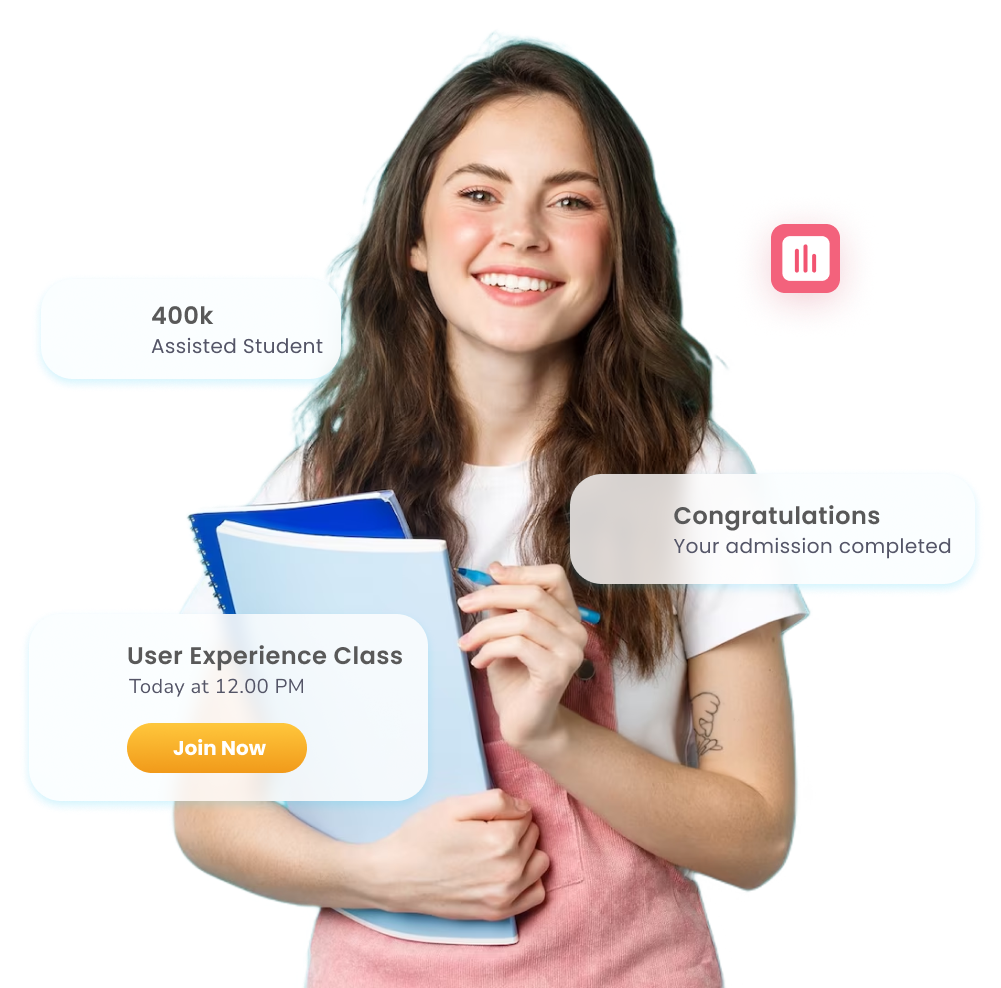 400k
Assisted Student
Congratulations
Your admission completed
User Experience Class
Today at 12.00 PM
Join Now